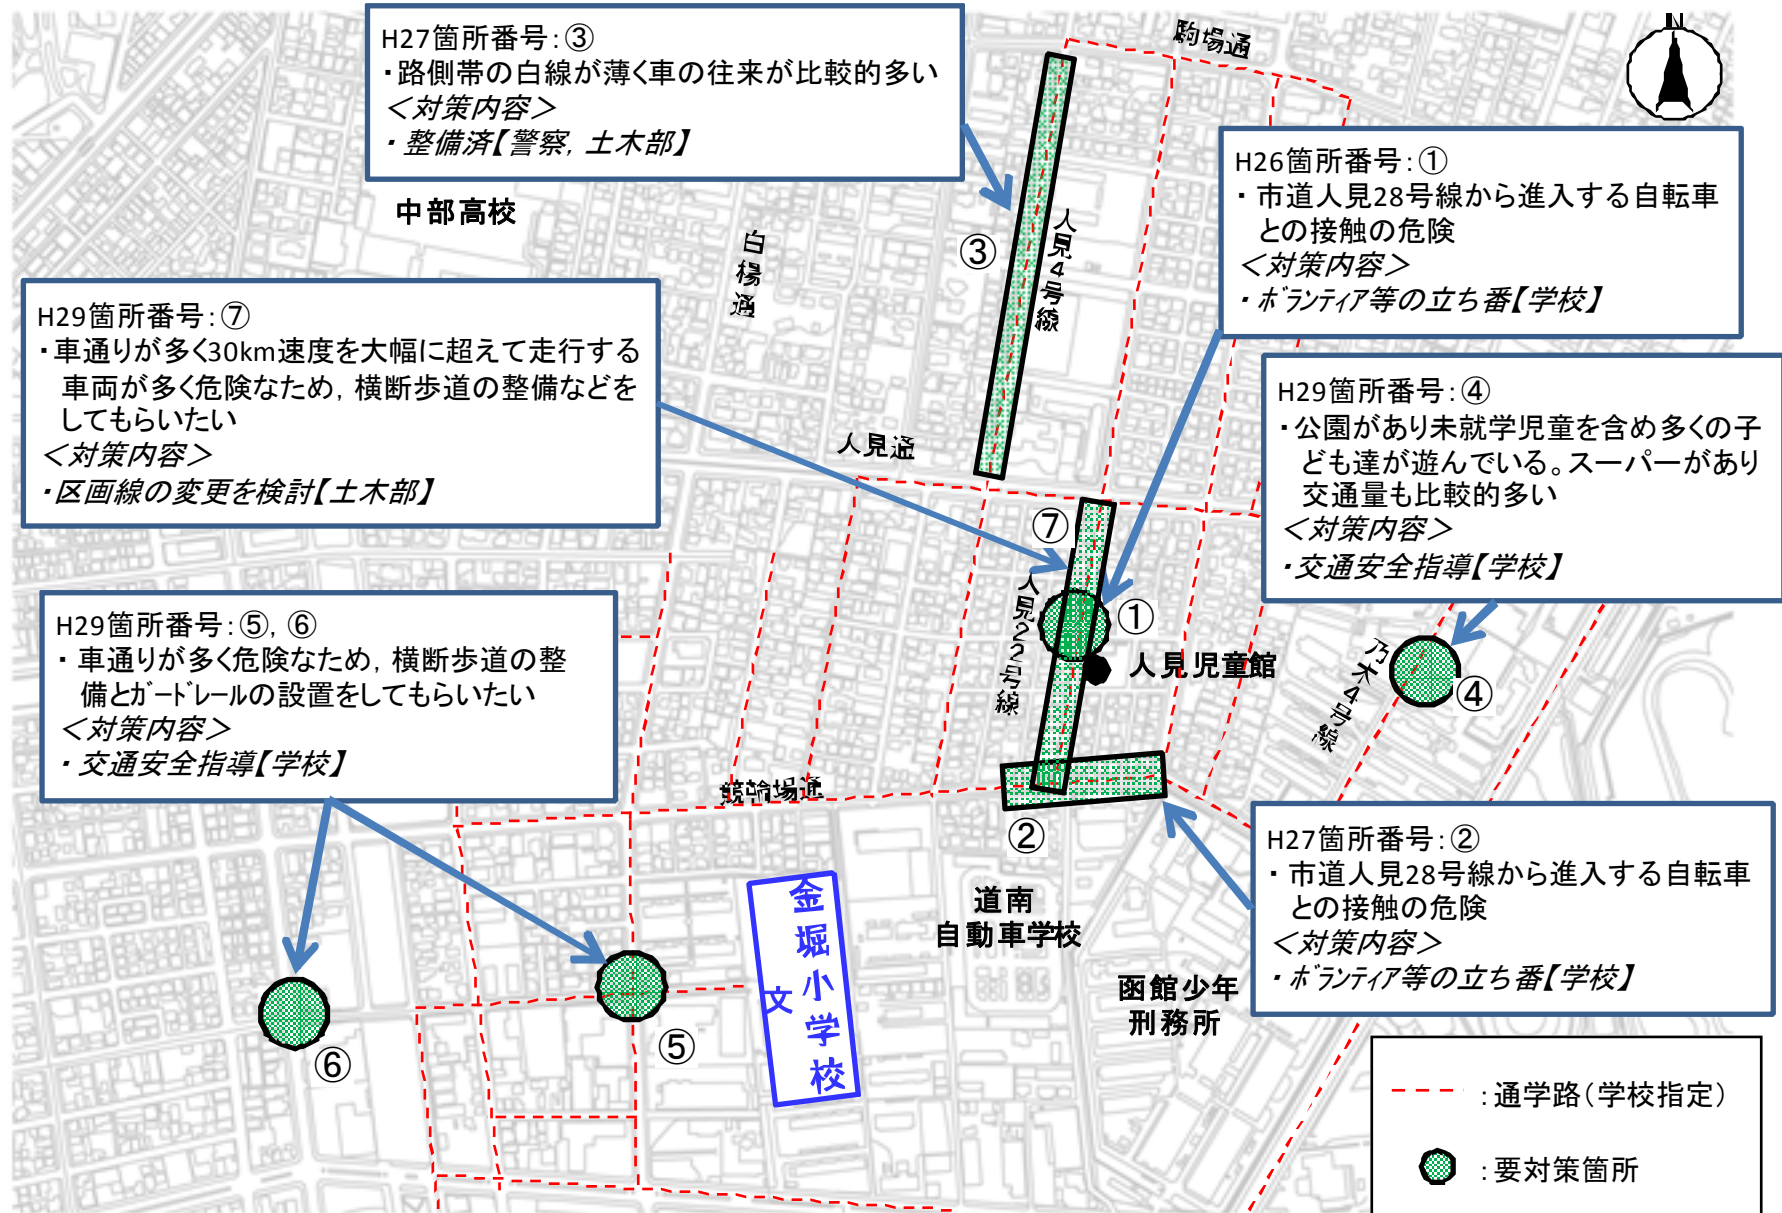 H27箇所番号:③
・路側帯の白線が薄く車の往来が比較的多い
＜対策内容＞
・整備済【警察, 土木部】
駒場通
N
H26箇所番号:①
・市道人見28号線から進入する自転車
との接触の危険
＜対策内容＞
・ボランティア等の立ち番【学校】
中部高校
白楊通
③
人見4号線
H29箇所番号:⑦
・車通りが多く30km速度を大幅に超えて走行する
車両が多く危険なため, 横断歩道の整備などを
してもらいたい
＜対策内容＞
・区画線の変更を検討【土木部】
H29箇所番号:④
・公園があり未就学児童を含め多くの子
ども達が遊んでいる。スーパーがあり
交通量も比較的多い
＜対策内容＞
・交通安全指導【学校】
人見通
⑦
人見22号線
①
人見児童館
乃木4号線
④
H29箇所番号:⑤, ⑥
・車通りが多く危険なため, 横断歩道の整
備とガードレールの設置をしてもらいたい
＜対策内容＞
・交通安全指導【学校】
競輪場通
②
H27箇所番号:②
・市道人見28号線から進入する自転車
との接触の危険
＜対策内容＞
・ボランティア等の立ち番【学校】
金堀小学校
文
道南
自動車学校
函館少年
刑務所
⑤
⑥
:通学路(学校指定)
:要対策箇所